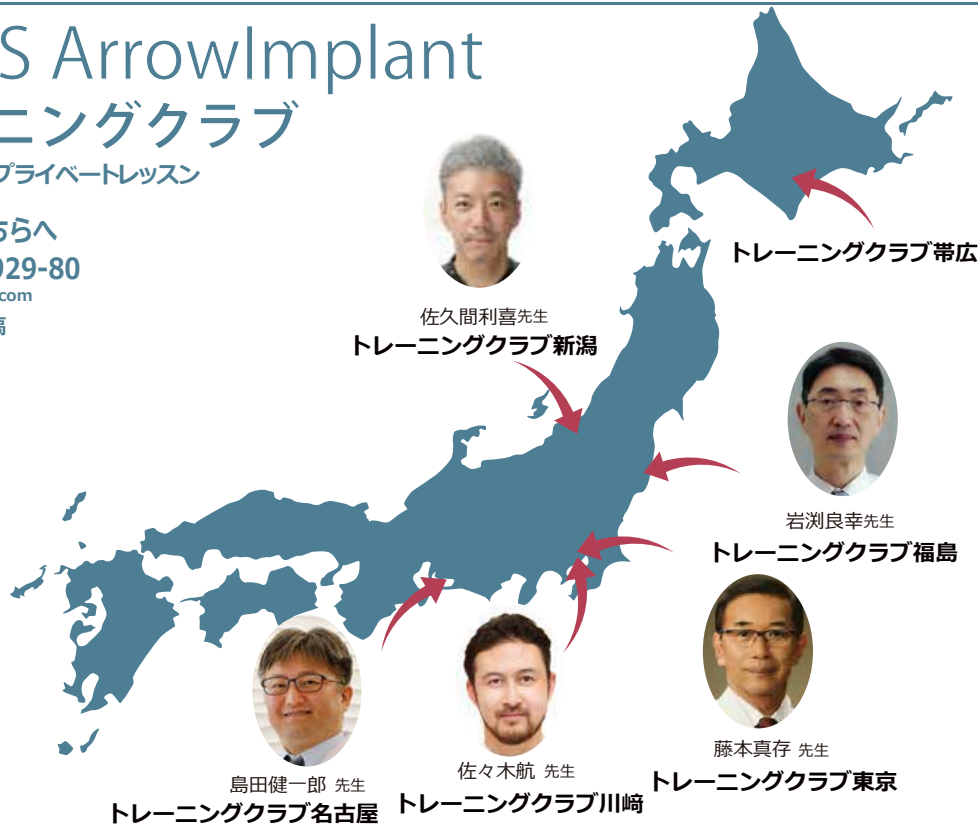 S ArrowImplant
ニングクラブ
プライベートレッスン
ちらへ
929-80
com
トレーニングクラブ帯広
佐久間利喜先生
トレーニングクラブ新潟
岩渕良幸先生
トレーニングクラブ福島
藤本真存 先生
トレーニングクラブ東京
佐々木航 先生
トレーニングクラブ川﨑
島田健一郎 先生
トレーニングクラブ名古屋